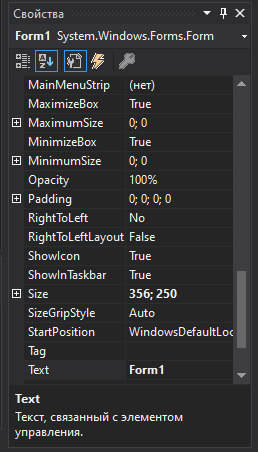 Свойства
Form1 System.Windows.Forms.Form
MainMenuStrip (нет)
MaximizeBox True
MaximumSize 0; 0
MinimizeBox True
MinimumSize 0; 0
Opacity 100%
Padding 0; 0; 0; 0
RightToLeft No
RightToLeftLayout False
ShowIcon True
ShowInTaskbar True
Size 356; 250
SizeGripStyle Auto
StartPosition WindowsDefaultLoc
Tag
Text Form1
Text
Текст, связанный с элементом
управления.